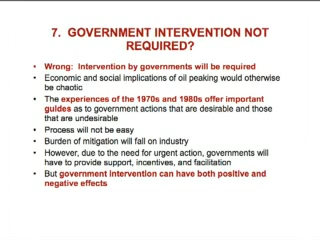 7. GOVERNMENT INTERVENTION NOT
REQUIRED?
• Wrong: Intervention by governments will be required
• Economic and social implications of oil peaking would otherwise
be chaotic
• The experiences of the 1970s and 1980s offer important
guides as to government actions that are desirable and those
that are undesirable
• Process will not be easy
• Burden of mitigation will fall on industry
• However, due to the need for urgent action, governments will
have to provide support, incentives, and facilitation
• But government intervention can have both positive and
negative effects